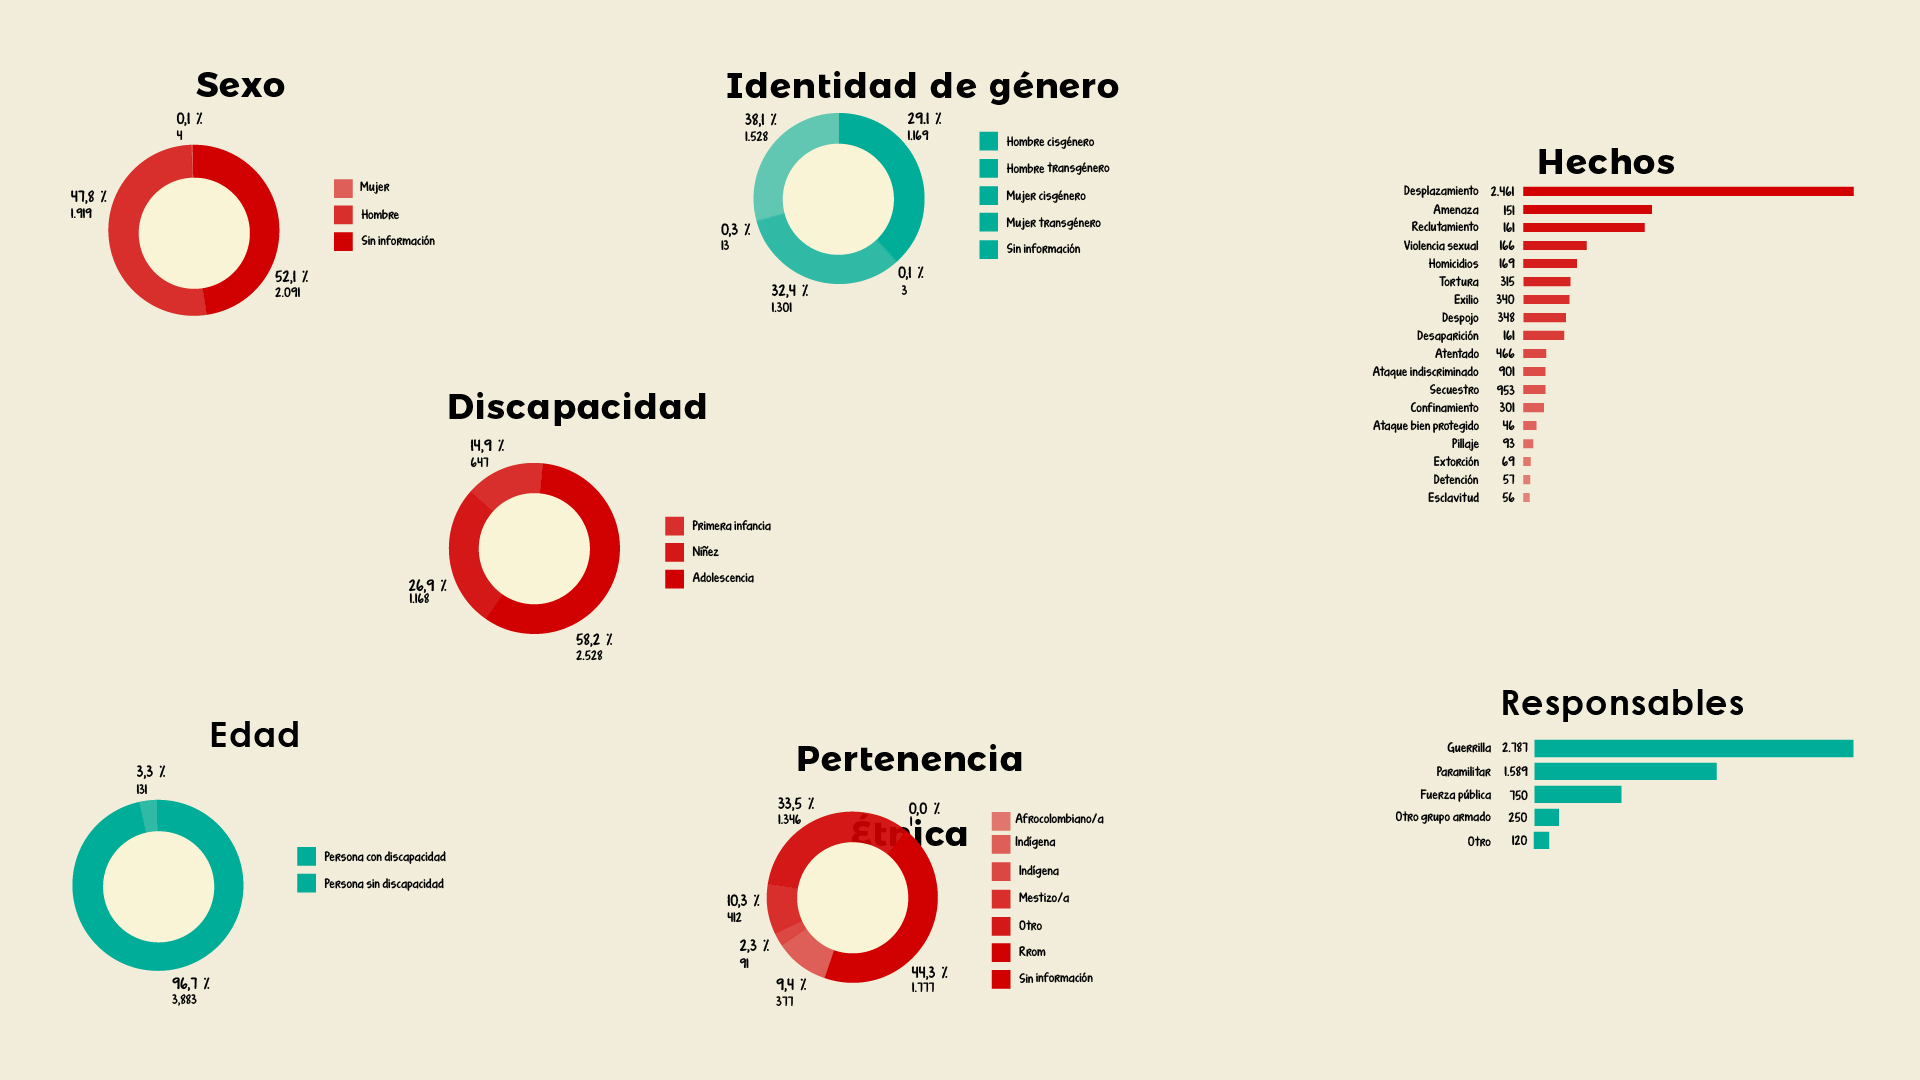 Sexo
0,1 %
4
47,8 %
1.919
52,1 %
2.091
Mujer
Hombre
Sin información
Identidad de género
38,1 %
1.528
29.1 %
1.169
0,3 %
13
0,1 %
3
32,4 %
1.301
Hombre cisgénero
Hombre transgénero
Mujer cisgénero
Mujer transgénero
Sin información
Hechos
Desplazamiento 2.461
Amenaza 151
Reclutamiento 161
Violencia sexual 166
Homicidios 169
Tortura 315
Exilio 340
Despojo 348
Desaparición 161
Atentado 466
Ataque indiscriminado 901
Secuestro 953
Confinamiento 301
Ataque bien protegido 46
Pillaje 93
Extorción 69
Detención 57
Esclavitud 56
Discapacidad
14,9 %
647
26,9 %
1.168
58,2 %
2.528
Primera infancia
Niñez
Adolescencia
Edad
3,3 %
131
96,7 %
3,883
Persona con discapacidad
Persona sin discapacidad
Pertenencia
Étnica
33,5 %
1.346
0,0 %
1
10,3 %
412
2,3 %
91
9,4 %
377
44,3 %
1.777
Afrocolombiano/a
Indígena
Indígena
Mestizo/a
Otro
Rrom
Sin información
Responsables
Guerrilla 2.787
Paramilitar 1.589
Fuerza pública 750
Otro grupo armado 250
Otro 120